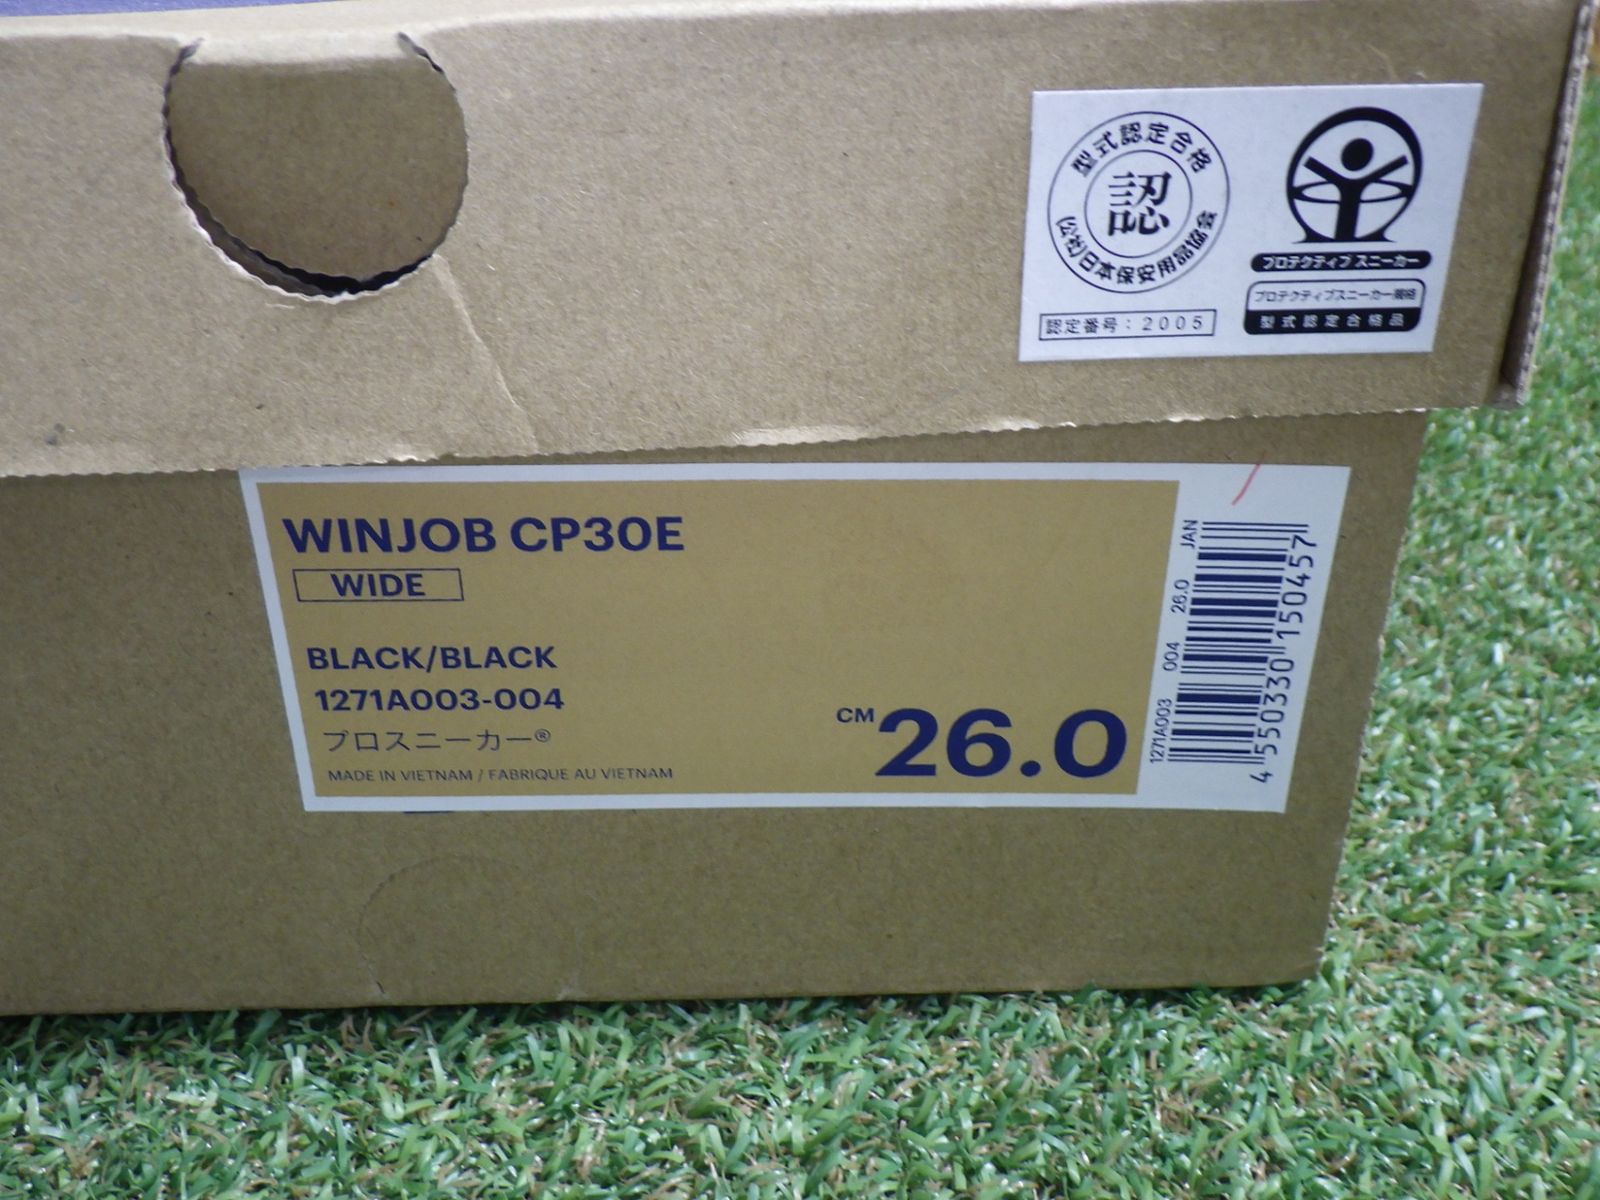 型式認定合格
認
(公社)日本保安用品協会
認定番号：2005
プロテクティブ スニーカー
プロテクティブスニーカー規格
型式認定合格品
WINJOB CP30E
WIDE
BLACK/BLACK
1271A003-004
プロスニーカー®
MADE IN VIETNAM / FABRIQUE AU VIETNAM
CM 26.0
1271A003 004 26.0 JAN
4 550330 150457